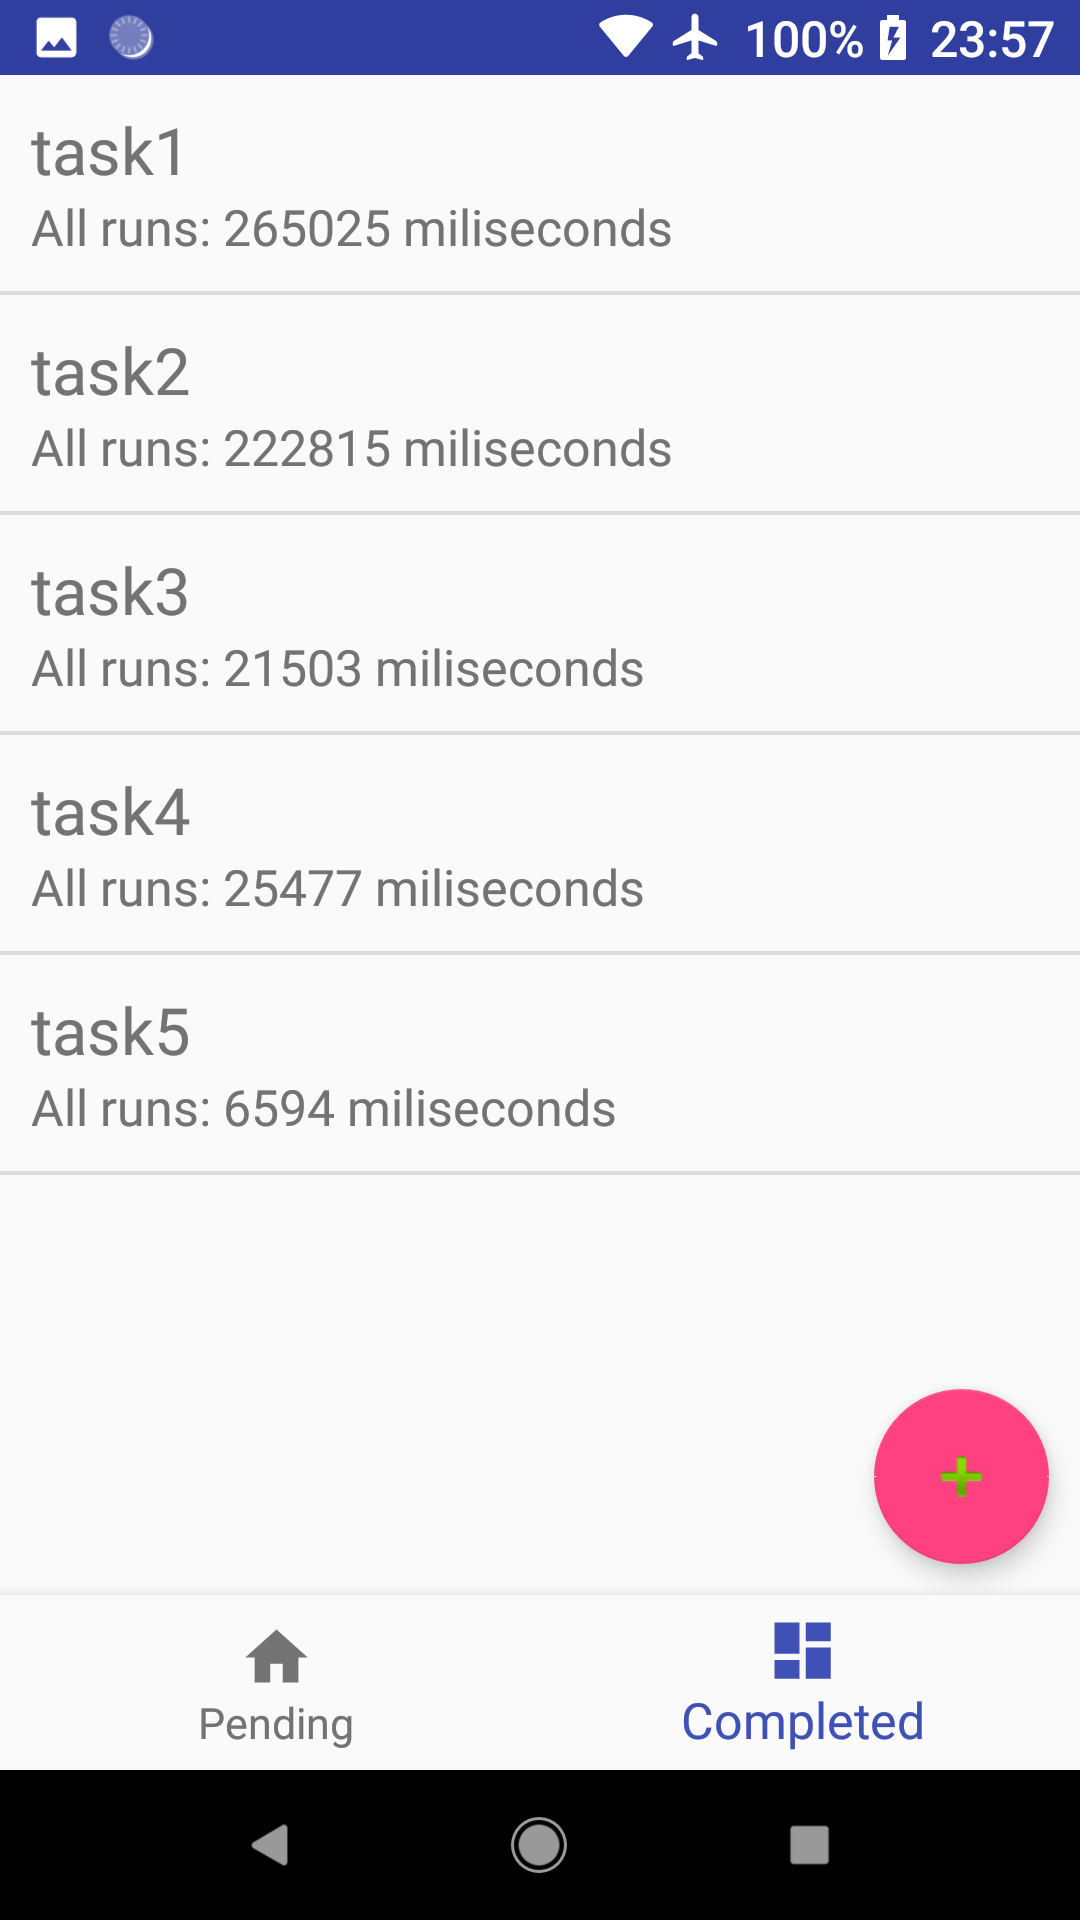 100% 23:57
task1
All runs: 265025 miliseconds
task2
All runs: 222815 miliseconds
task3
All runs: 21503 miliseconds
task4
All runs: 25477 miliseconds
task5
All runs: 6594 miliseconds
Pending
Completed